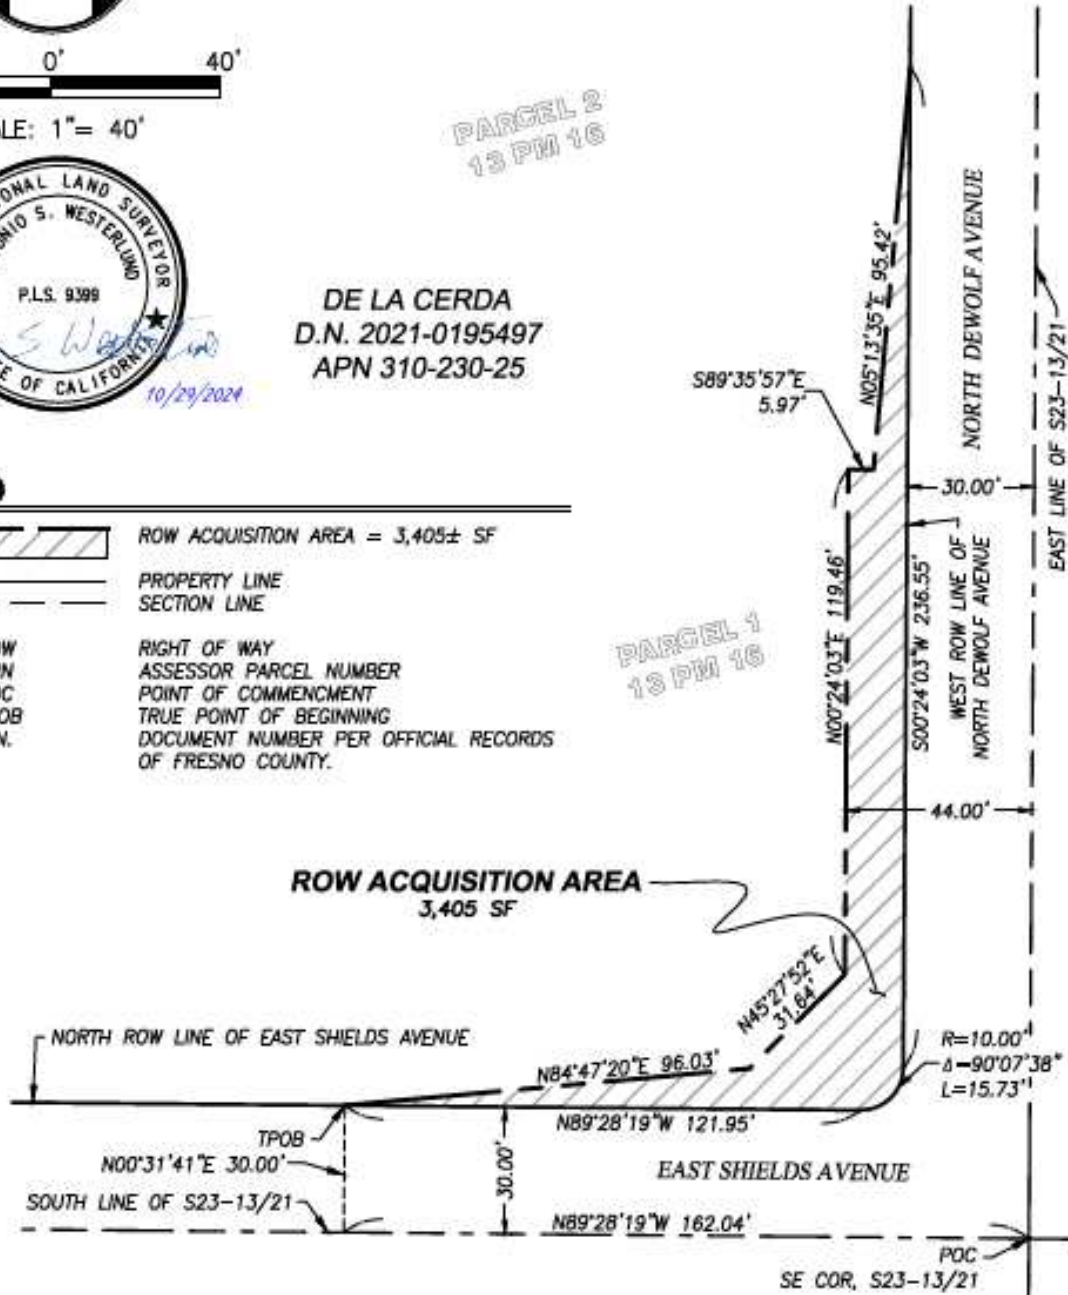 0' 40'
LE: 1"= 40'
ONAL LAND SURVEYOR
ONIO S. WESTERLUND
P.L.S. 9399
E OF CALIFORNIA
10/29/2024
PARCEL 2
13 PM 16
DE LA CERDA
D.N. 2021-0195497
APN 310-230-25
ROW ACQUISITION AREA = 3,405± SF
PROPERTY LINE
SECTION LINE
OW RIGHT OF WAY
N ASSESSOR PARCEL NUMBER
OC POINT OF COMMENCMENT
OB TRUE POINT OF BEGINNING
N. DOCUMENT NUMBER PER OFFICIAL RECORDS
OF FRESNO COUNTY.
PARCEL 1
13 PM 16
N05°13'35"E 95.42'
S89°35'57"E
5.97'
NORTH DEWOLF AVENUE
EAST LINE OF S23-13/21
30.00'
N00°24'03"E 119.46'
S00°24'03"W 236.55'
WEST ROW LINE OF
NORTH DEWOLF AVENUE
44.00'
ROW ACQUISITION AREA
3,405 SF
N45°27'52"E
31.64'
NORTH ROW LINE OF EAST SHIELDS AVENUE
N84°47'20"E 96.03'
R=10.00'
Δ=90°07'38"
L=15.73'
N89°28'19"W 121.95'
TPOB
N00°31'41"E 30.00'
30.00'
EAST SHIELDS AVENUE
SOUTH LINE OF S23-13/21
N89°28'19"W 162.04'
POC
SE COR, S23-13/21